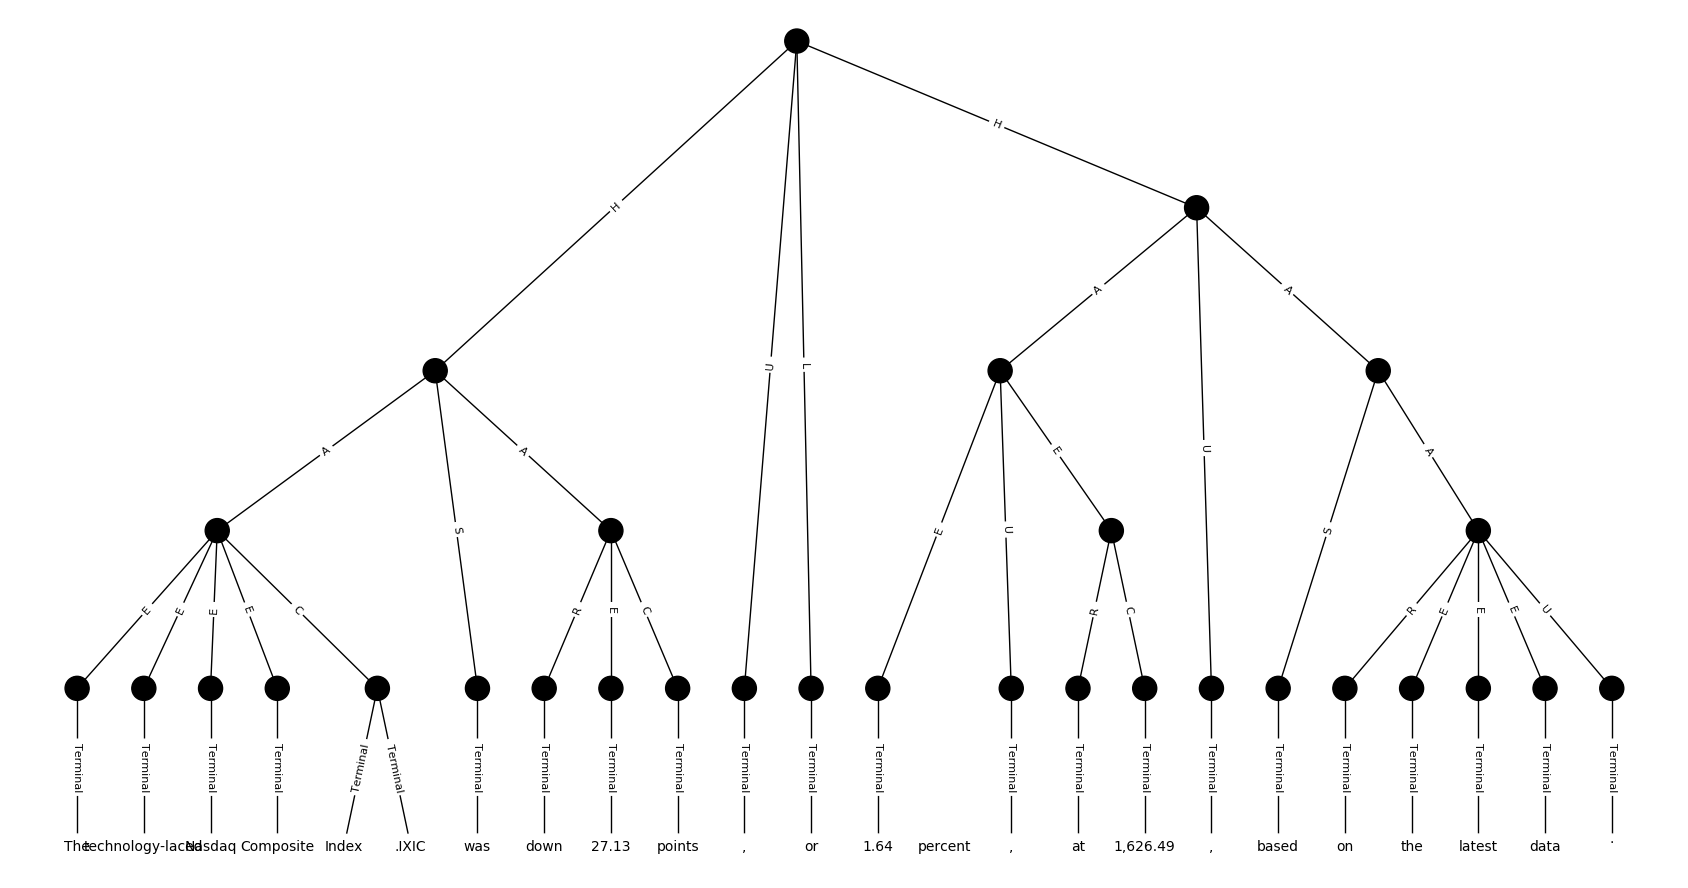 H
H
A
A
U
L
A
S
A
E
A
E
U
U
S
E
E
E
E
C
R
E
C
R
C
R
E
E
E
U
Terminal Terminal Terminal Terminal Terminal Terminal Terminal Terminal Terminal Terminal Terminal Terminal Terminal Terminal Terminal Terminal Terminal Terminal Terminal Terminal Terminal Terminal Terminal
The technology-laced Nasdaq Composite Index .IXIC was down 27.13 points , or 1.64 percent , at 1,626.49 , based on the latest data .